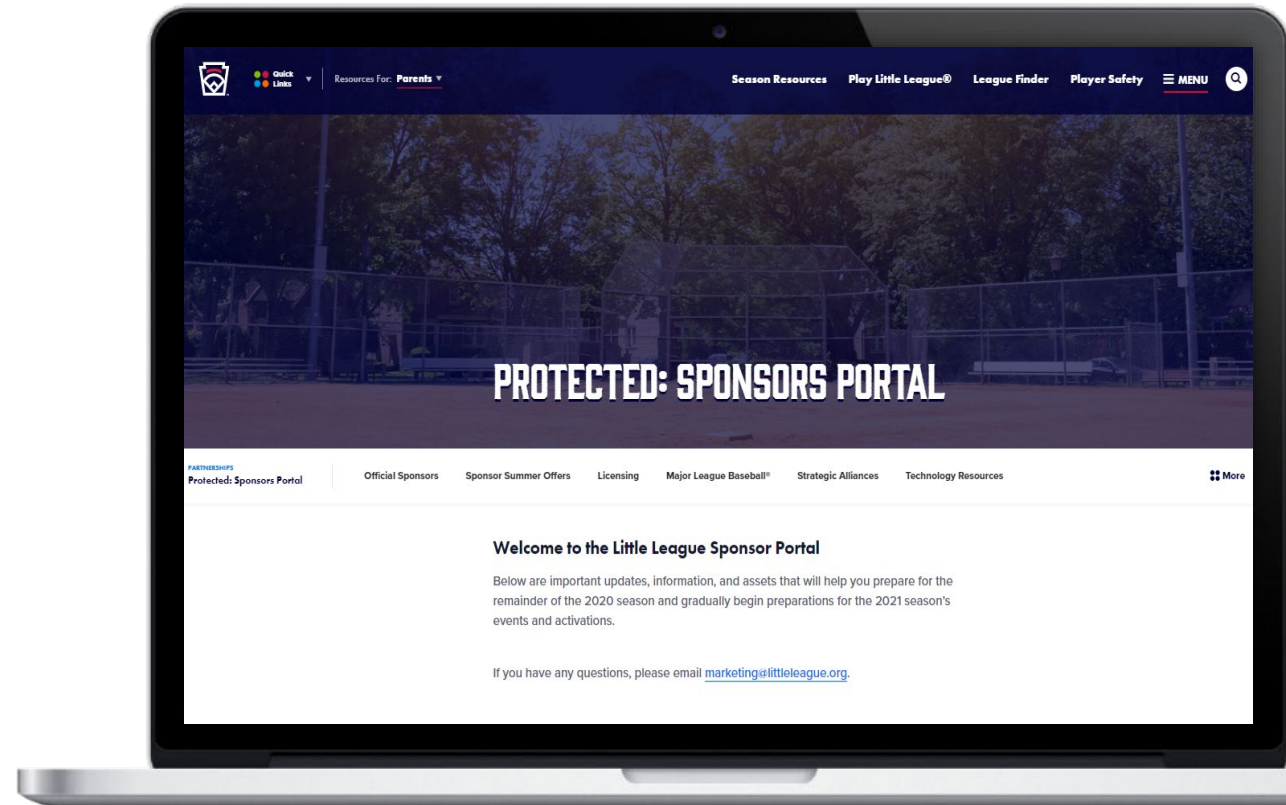 Quick Links
Resources For: Parents
Season Resources
Play Little League®
League Finder
Player Safety
MENU
PROTECTED: SPONSORS PORTAL
PARTNERSHIPS
Protected: Sponsors Portal
Official Sponsors
Sponsor Summer Offers
Licensing
Major League Baseball®
Strategic Alliances
Technology Resources
More
Welcome to the Little League Sponsor Portal
Below are important updates, information, and assets that will help you prepare for the
remainder of the 2020 season and gradually begin preparations for the 2021 season's
events and activations.
If you have any questions, please email marketing@littleleague.org.